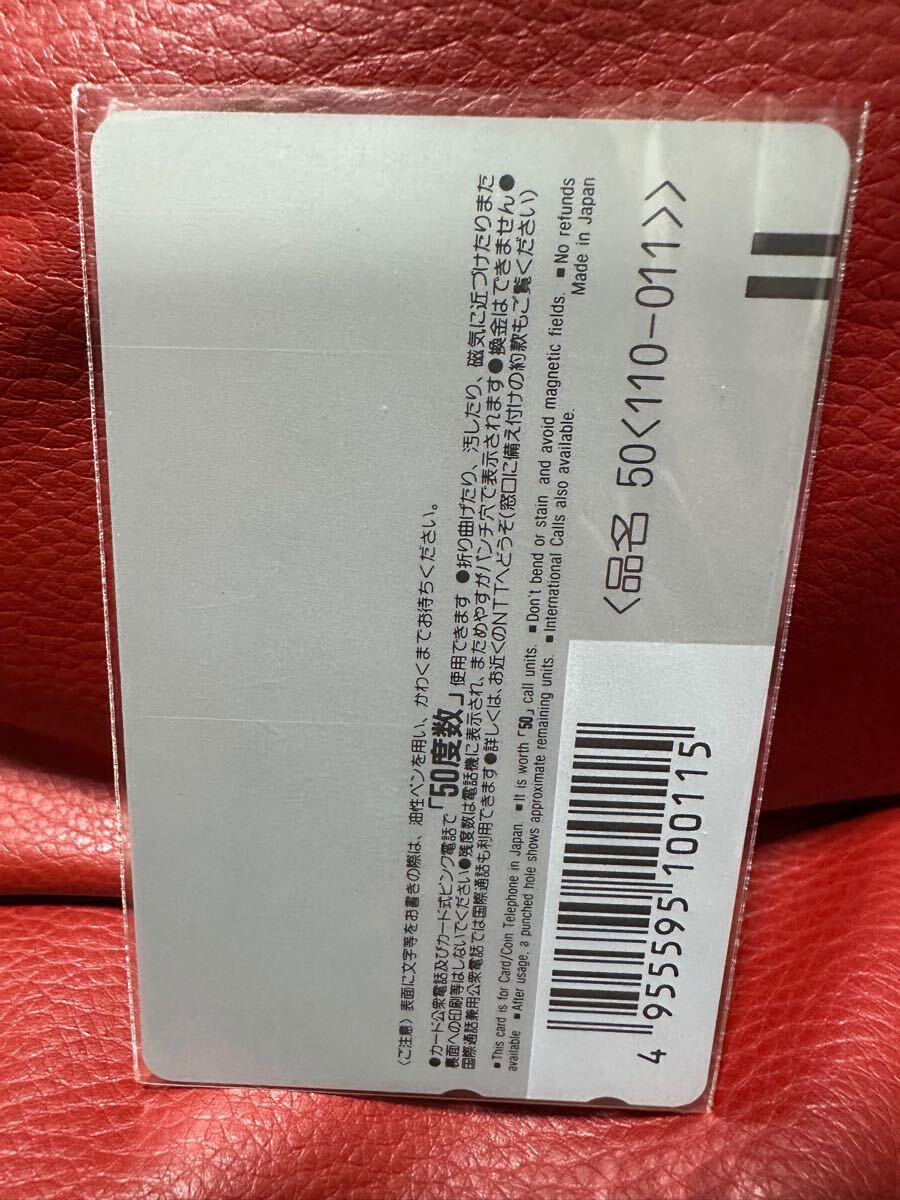 〈ご注意〉表面に文字等をお書きの際は、油性ペンを用い、かわくまでお待ちください。
●カード公衆電話及びカード式ピンク電話で「50度数」使用できます ●折り曲げたり、汚したり、磁気に近づけたりまた
裏面への印刷等はしないでください●残度数は電話機に表示され、まためやすがパンチ穴で表示されます●換金はできません●
国際通話兼用公衆電話では国際通話も利用できます●詳しくは、お近くのNTTへどうぞ(窓口に備え付けの約款もご覧ください)
■This card is for Card/Coin Telephone in Japan. ■It is worth「50」call units. ■Don't bend or stain and avoid magnetic fields. ■No refunds
available ■After usage, a punched hole shows approximate remaining units. ■International Calls also available. Made in Japan
〈品名 50〈110-011〉〉
4 955595 100115